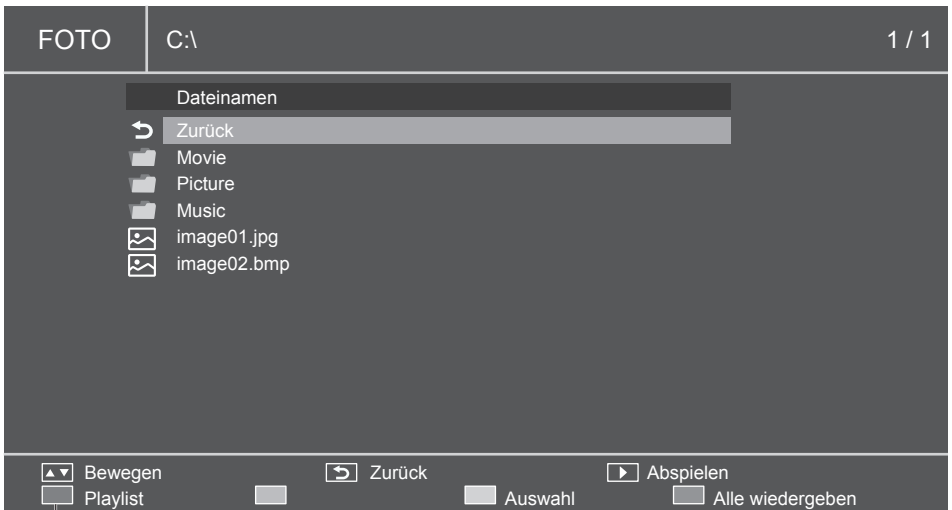 FOTO C:\ 1 / 1
Dateinamen
Zurück
Movie
Picture
Music
image01.jpg
image02.bmp
Bewegen Zurück Abspielen
Playlist Auswahl Alle wiedergeben